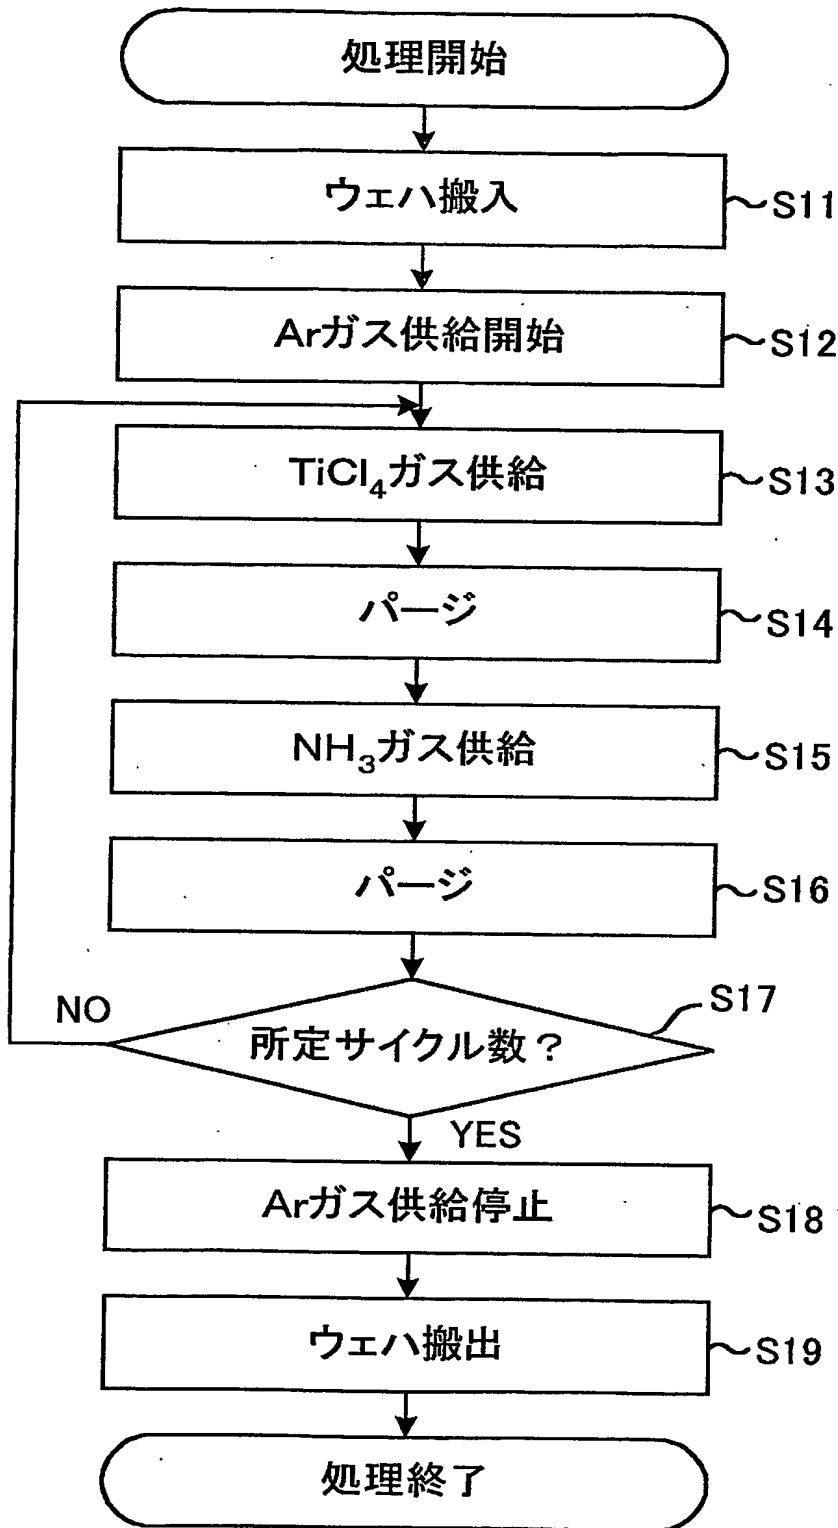 処理開始
ウェハ搬入
S11
Arガス供給開始
S12
TiCl₄ガス供給
S13
パージ
S14
NH₃ガス供給
S15
パージ
S16
所定サイクル数?
S17
NO
YES
Arガス供給停止
S18
ウェハ搬出
S19
処理終了